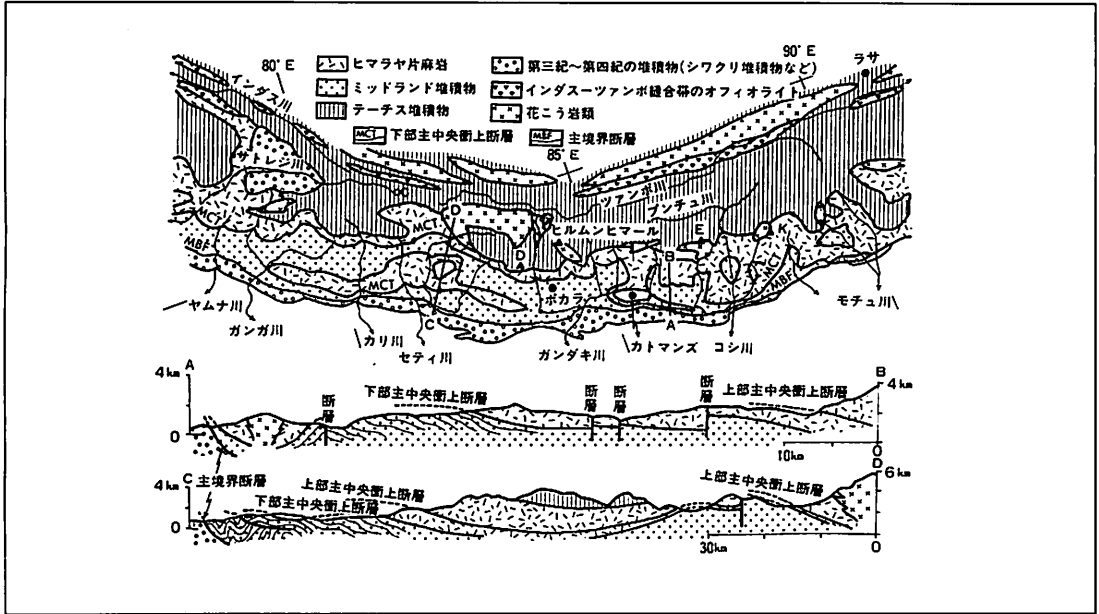 80°E
90°E
ラサ
インダス川
ヒマラヤ片麻岩
第三紀〜第四紀の堆積物(シワクリ堆積物など)
ミッドランド堆積物
インダスーツァンポ縫合帯のオフィオライト
テーチス堆積物
花こう岩類
MCT 下部主中央衝上断層
MBF 主境界断層
85°E
サトレジ川
ツァンポ川
プンチュ川
ヒルムンヒマール
MCT
MBF
MCT
D
D
E
B
K
MCT
MCT
MBF
ポカラ
C
A
ヤムナ川
ガンガ川
カリ川
セティ川
ガンダキ川
カトマンズ
コシ川
モチュ川
A
4km
0
断層
下部主中央衝上断層
断層
断層
断層
上部主中央衝上断層
B
4km
10km
0
C
4km
0
主境界断層
下部主中央衝上断層
上部主中央衝上断層
上部主中央衝上断層
D
6km
30km
0